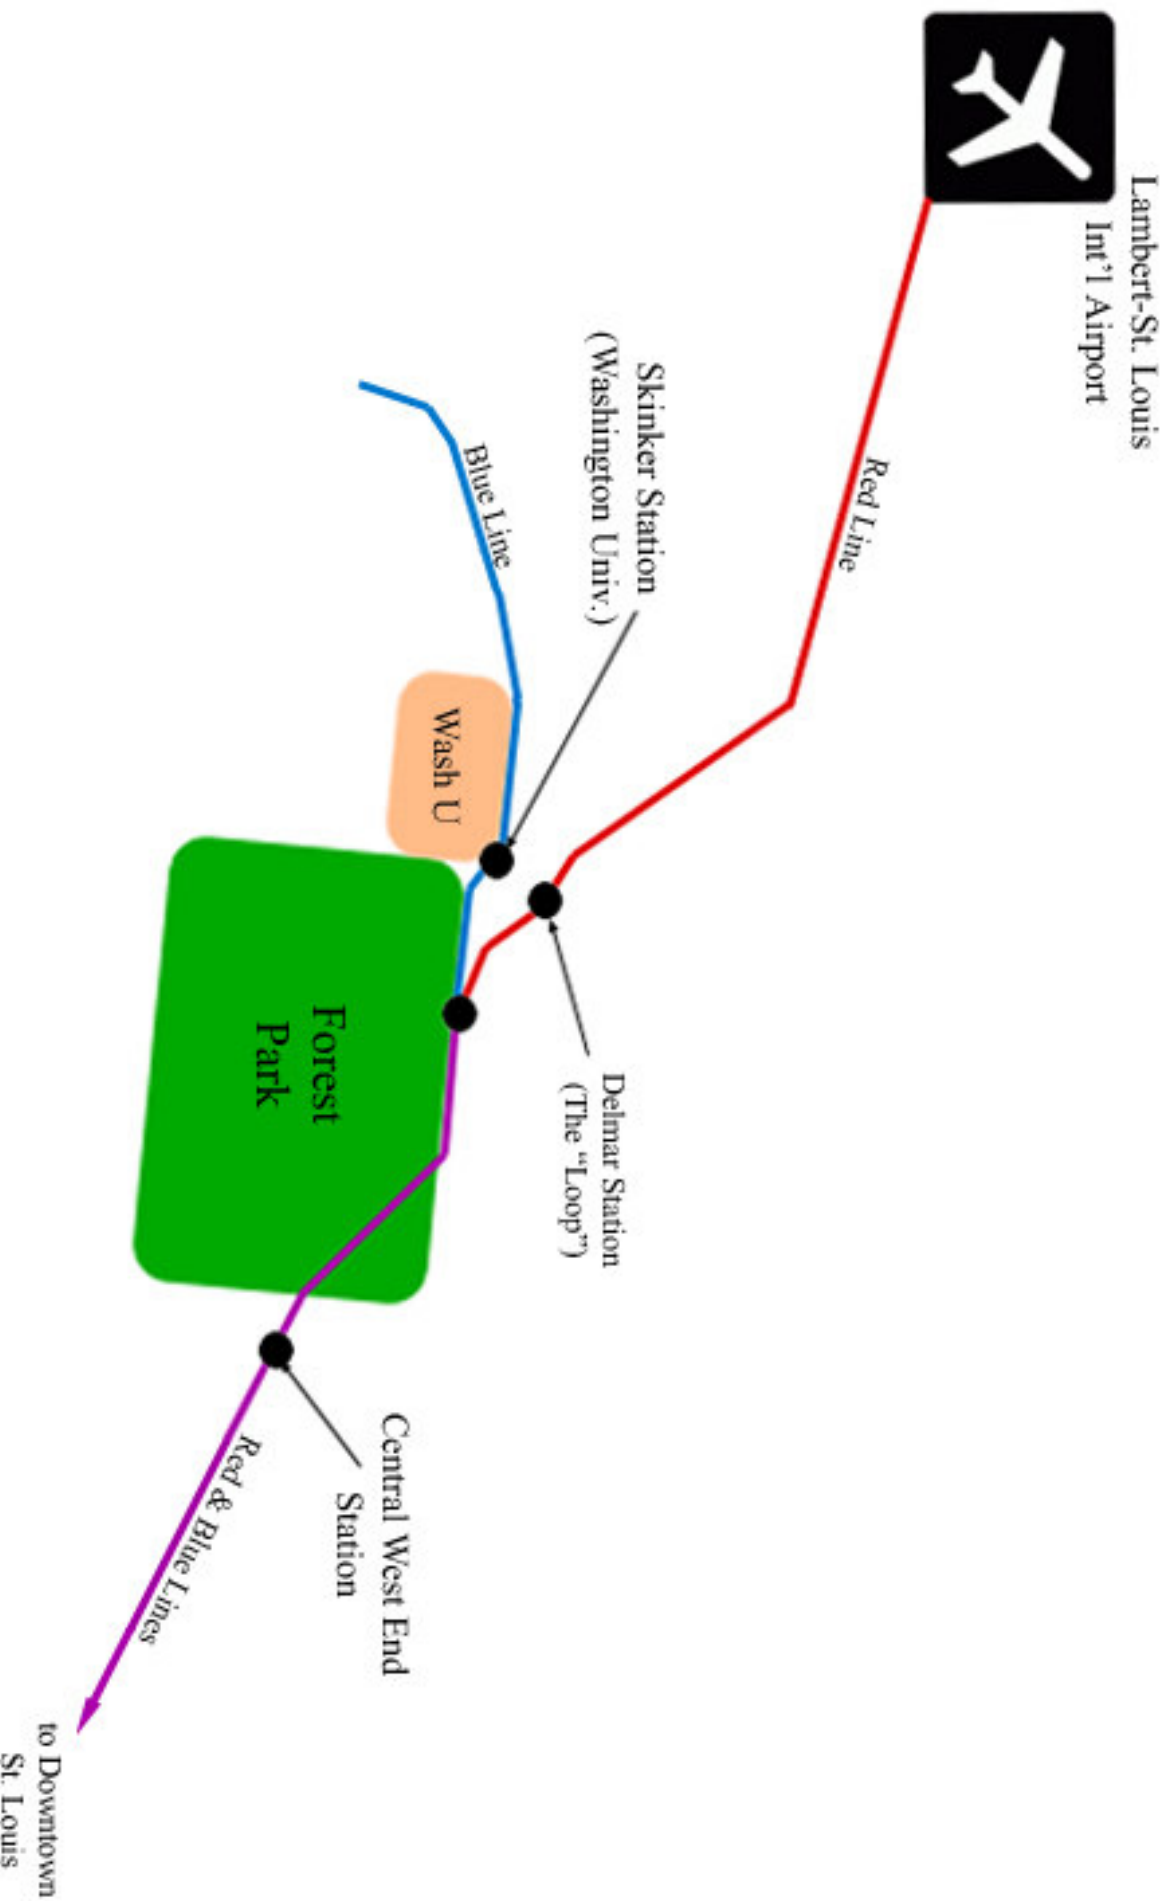 Lambert-St. Louis
Int'l Airport
Red Line
Skinker Station
(Washington Univ.)
Blue Line
Wash U
Delmar Station
(The “Loop”)
Forest
Park
Central West End
Station
Red & Blue Lines
to Downtown
St. Louis